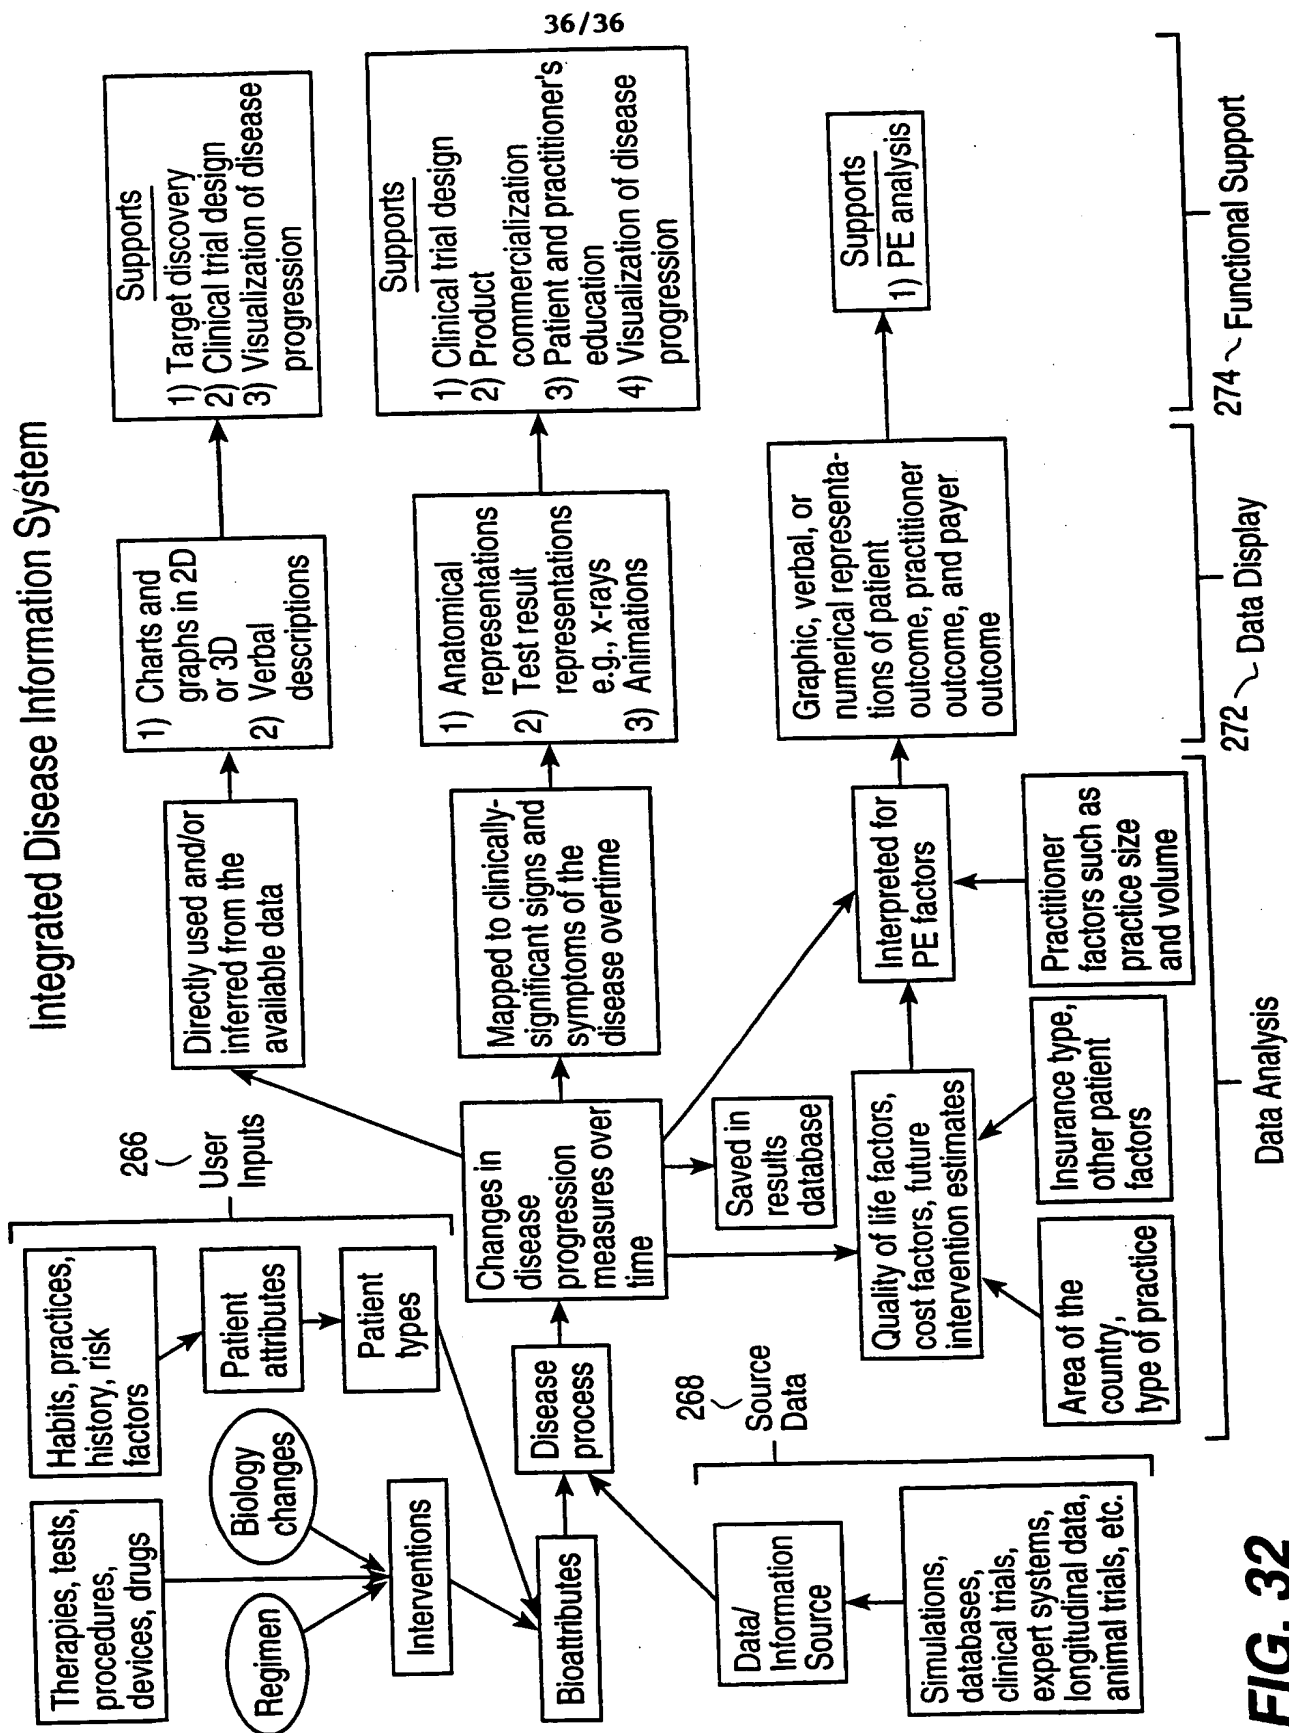 36/36
Integrated Disease Information System
Therapies, tests,
procedures,
devices, drugs
Habits, practices,
history, risk
factors
Regimen
Biology
changes
Patient
attributes
Patient
types
Interventions
Bioattributes
266
User
Inputs
Disease
process
Changes in
disease
progression
measures over
time
Directly used and/or
inferred from the
available data
1) Charts and
graphs in 2D
or 3D
2) Verbal
descriptions
Supports
1) Target discovery
2) Clinical trial design
3) Visualization of disease
progression
Mapped to clinically-
significant signs and
symptoms of the
disease overtime
1) Anatomical
representations
2) Test result
representations
e.g., x-rays
3) Animations
Supports
1) Clinical trial design
2) Product
commercialization
3) Patient and practitioner's
education
4) Visualization of disease
progression
Saved in
results
database
Data/
Information
Source
268
Source
Data
Simulations,
databases,
clinical trials,
expert systems,
longitudinal data,
animal trials, etc.
Quality of life factors,
cost factors, future
intervention estimates
Interpreted for
PE factors
Graphic, verbal, or
numerical representa-
tions of patient
outcome, practitioner
outcome, and payer
outcome
Supports
1) PE analysis
Area of the
country,
type of practice
Insurance type,
other patient
factors
Practitioner
factors such as
practice size
and volume
Data Analysis
272 Data Display
274 Functional Support
FIG. 32